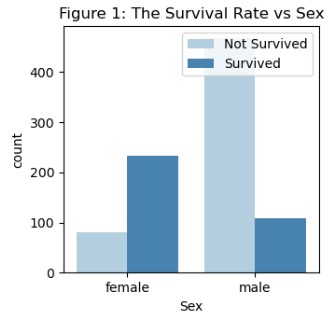 Figure 1: The Survival Rate vs Sex
Not Survived
Survived
400
300
200
100
0
count
female
male
Sex